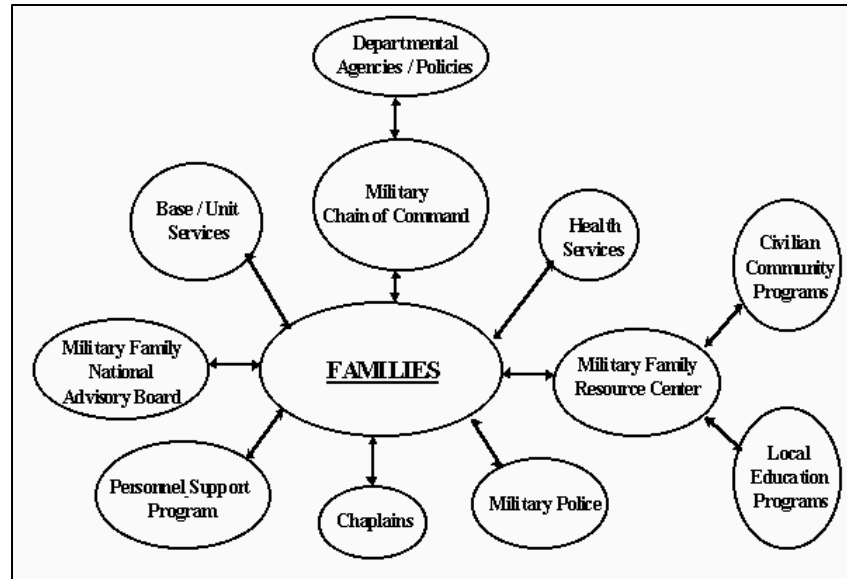 Departmental
Agencies / Policies
Military
Chain of Command
Base / Unit
Services
Health
Services
Civilian
Community
Programs
Military Family
National
Advisory Board
FAMILIES
Military Family
Resource Center
Personnel Support
Program
Chaplains
Military Police
Local
Education
Programs